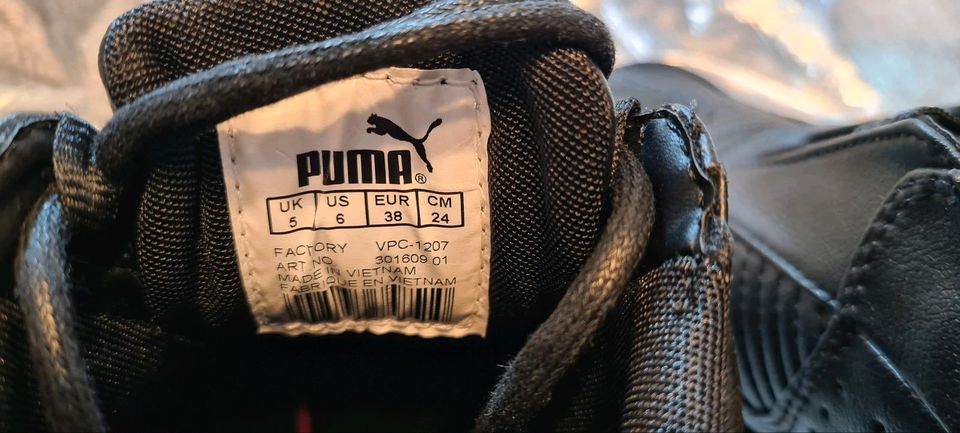 PUMA®
UK US EUR CM
5 6 38 24
FACTORY VPC-1207
ART NO 301609 01
MADE IN VIETNAM
FABRIQUE EN VIETNAM